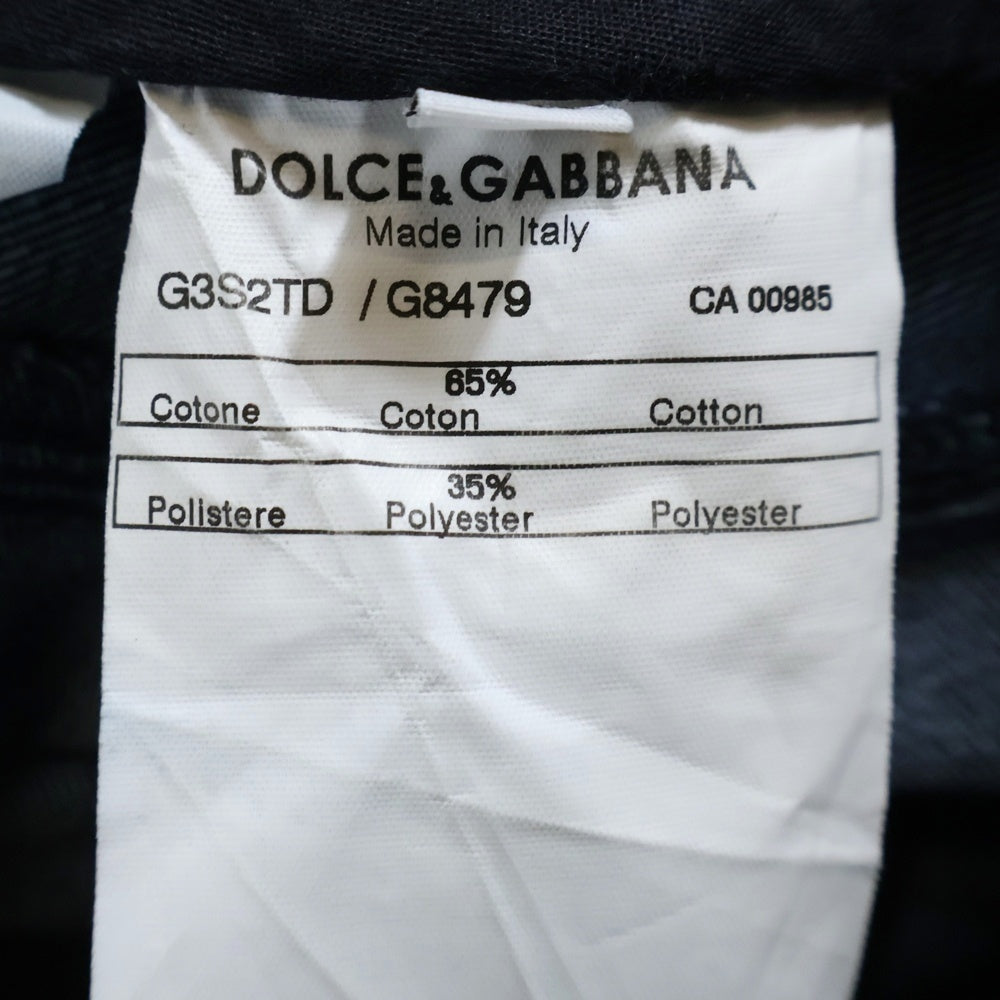 DOLCE&GABBANA
Made in Italy
G3S2TD / G8479 CA 00985
65%
Cotone Coton Cotton
35%
Polistere Polyester Polyester